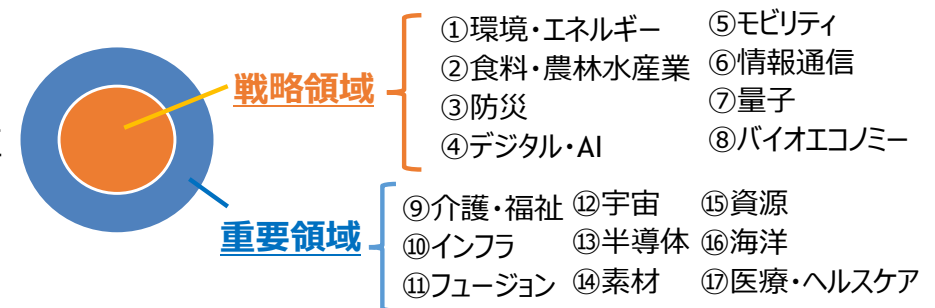 戦略領域
①環境・エネルギー
②食料・農林水産業
③防災
④デジタル・AI
⑤モビリティ
⑥情報通信
⑦量子
⑧バイオエコノミー
重要領域
⑨介護・福祉
⑩インフラ
⑪フュージョン
⑫宇宙
⑬半導体
⑭素材
⑮資源
⑯海洋
⑰医療・ヘルスケア